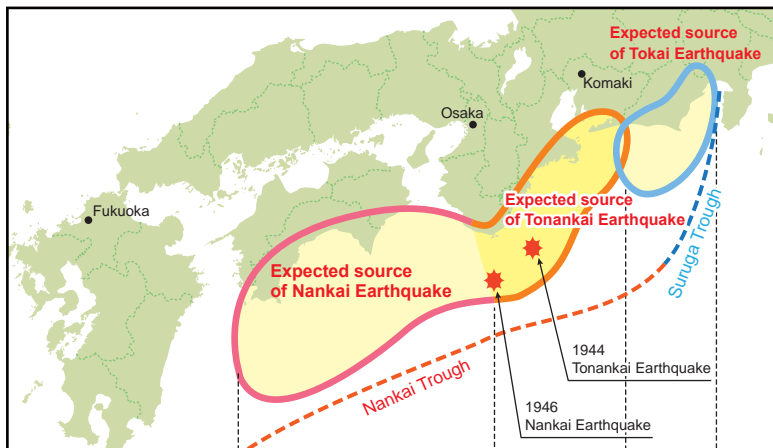 Expected source
of Tokai Earthquake
Komaki
Osaka
Fukuoka
Expected source
of Tonankai Earthquake
Expected source
of Nankai Earthquake
Suruga Trough
Nankai Trough
1944
Tonankai Earthquake
1946
Nankai Earthquake